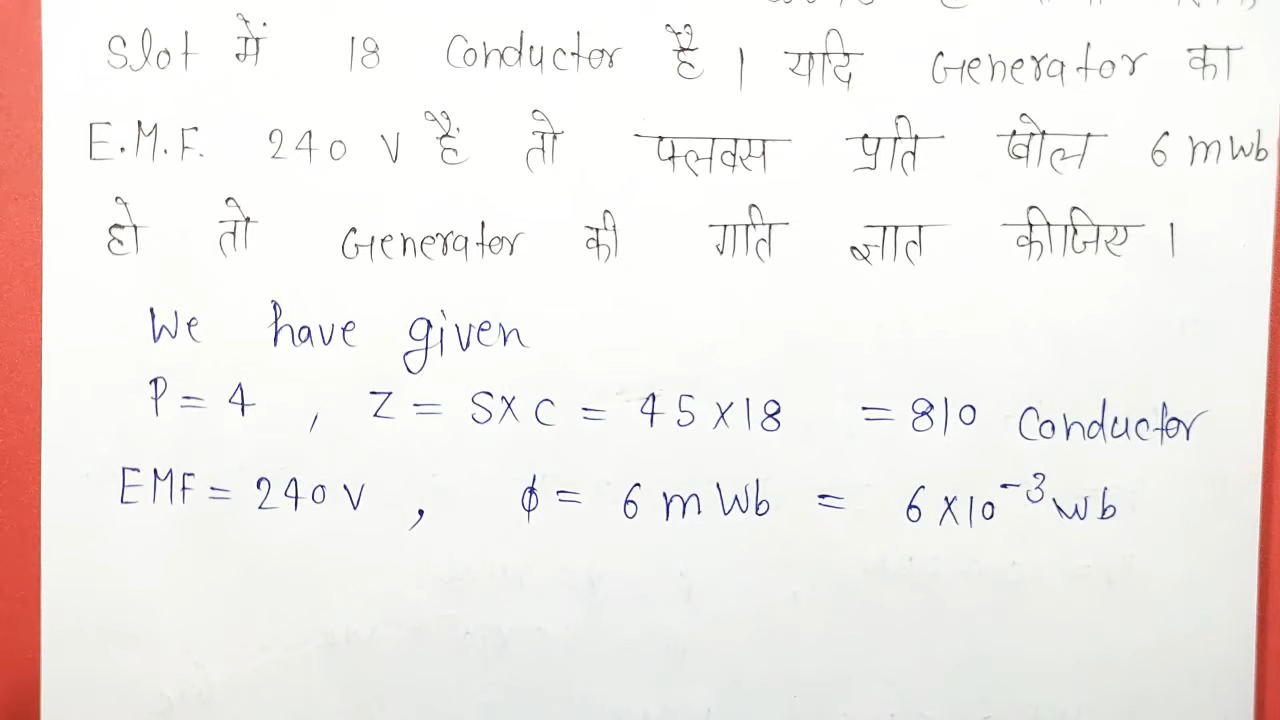 Slot में 18 Conductor है । यदि Generator का
E.M.F. 240 V है तो फ्लक्स प्रति पोल 6 mWb
हो तो Generator की गति ज्ञात कीजिए ।
We have given
P = 4 , Z = S×C = 45×18 = 810 Conductor
EMF = 240 V , ϕ = 6 m Wb = 6×10⁻³ wb